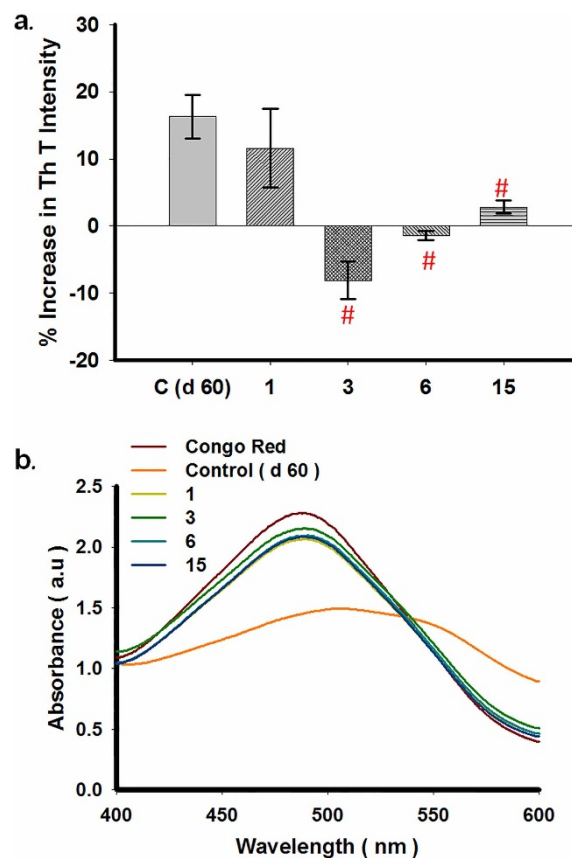 a.
% Increase in Th T Intensity
30
20
10
0
-10
-20
#
#
#
C (d 60) 1 3 6 15
b.
Congo Red
Control ( d 60 )
1
3
6
15
Absorbance ( a.u )
2.5
2.0
1.5
1.0
0.5
0.0
400 450 500 550 600
Wavelength ( nm )